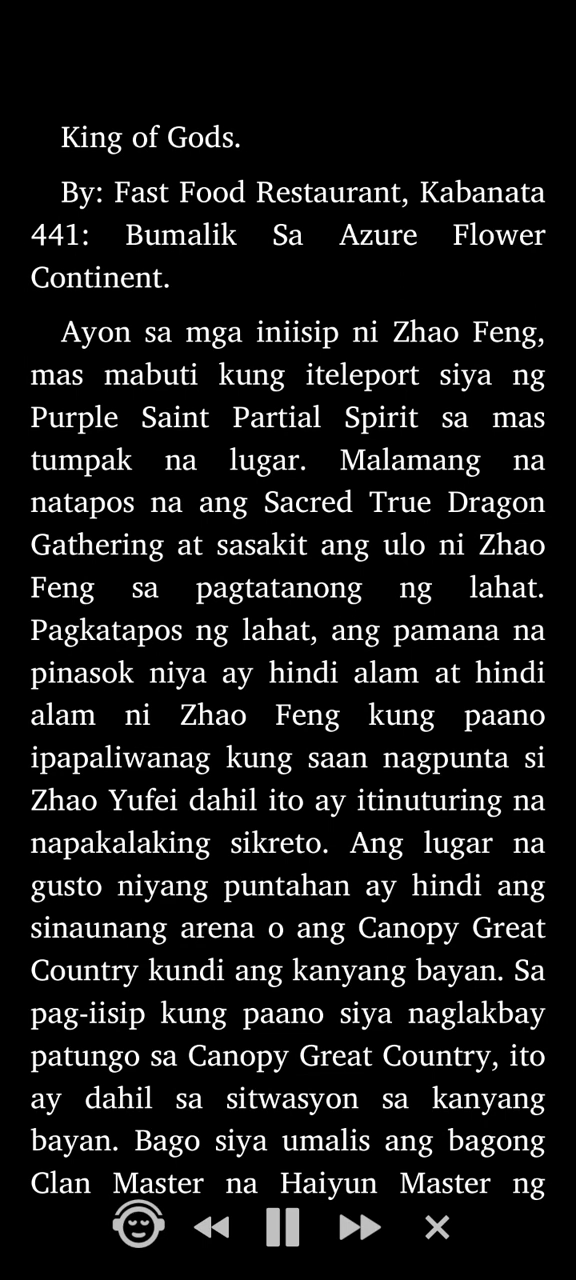 King of Gods.
By: Fast Food Restaurant, Kabanata
441: Bumalik Sa Azure Flower
Continent.
Ayon sa mga iniisip ni Zhao Feng,
mas mabuti kung iteleport siya ng
Purple Saint Partial Spirit sa mas
tumpak na lugar. Malamang na
natapos na ang Sacred True Dragon
Gathering at sasakit ang ulo ni Zhao
Feng sa pagtatanong ng lahat.
Pagkatapos ng lahat, ang pamana na
pinasok niya ay hindi alam at hindi
alam ni Zhao Feng kung paano
ipapaliwanag kung saan nagpunta si
Zhao Yufei dahil ito ay itinuturing na
napakalaking sikreto. Ang lugar na
gusto niyang puntahan ay hindi ang
sinaunang arena o ang Canopy Great
Country kundi ang kanyang bayan. Sa
pag-iisip kung paano siya naglakbay
patungo sa Canopy Great Country, ito
ay dahil sa sitwasyon sa kanyang
bayan. Bago siya umalis ang bagong
Clan Master na Haiyun Master ng